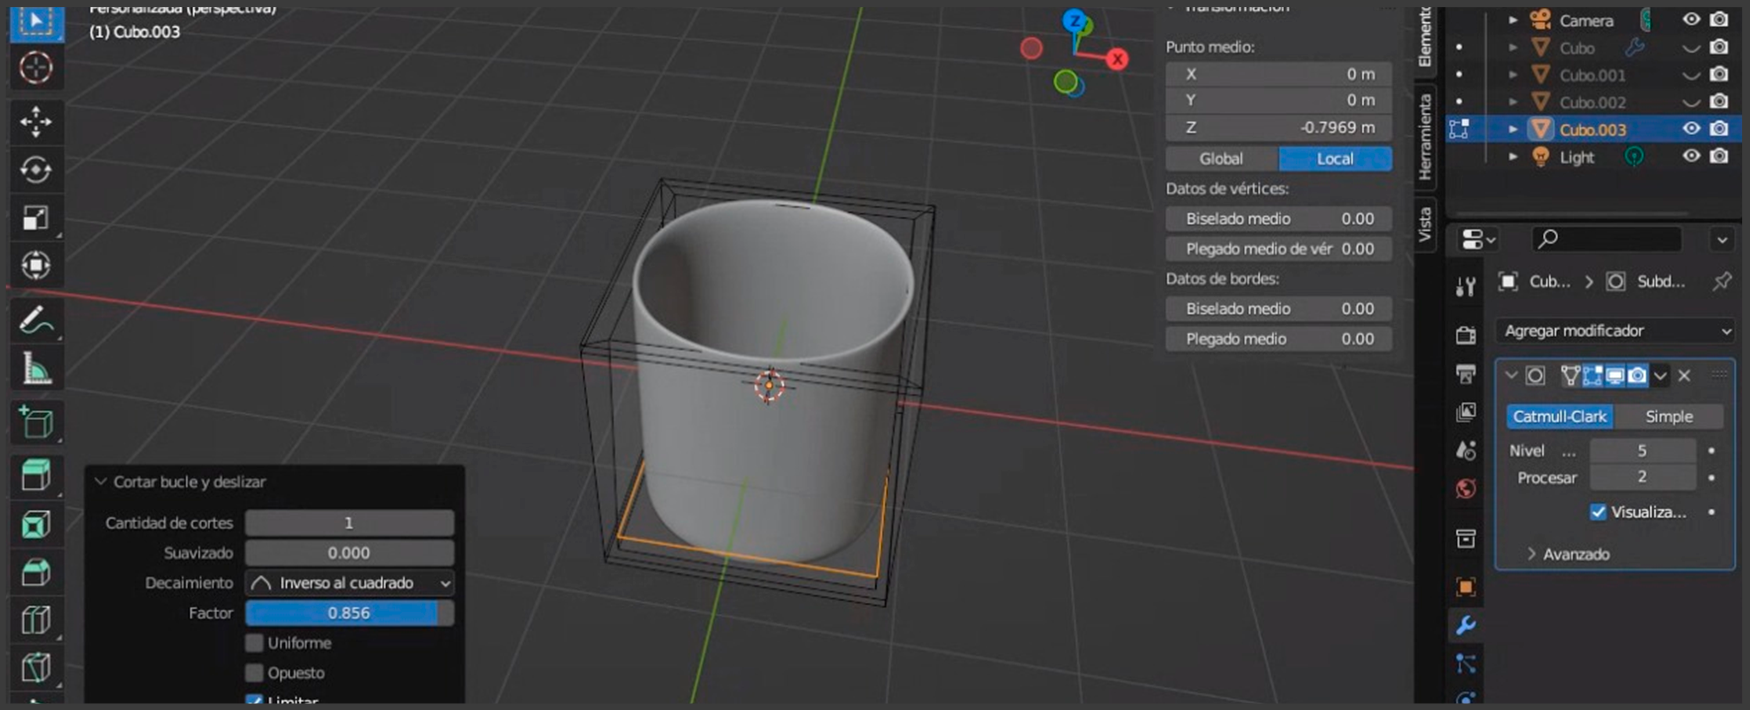 Personalizada (perspectiva)
(1) Cubo.003
Z
X
Transformación
Punto medio:
X 0 m
Y 0 m
Z -0.7969 m
Global Local
Datos de vértices:
Biselado medio 0.00
Plegado medio de vér 0.00
Datos de bordes:
Biselado medio 0.00
Plegado medio 0.00
Elemento
Herramienta
Vista
Camera
Cubo
Cubo.001
Cubo.002
Cubo.003
Light
Cub... > Subd...
Agregar modificador
Catmull-Clark Simple
Nivel ... 5
Procesar 2
Visualiza...
Avanzado
Cortar bucle y deslizar
Cantidad de cortes 1
Suavizado 0.000
Decaimiento Inverso al cuadrado
Factor 0.856
Uniforme
Opuesto
Limitar